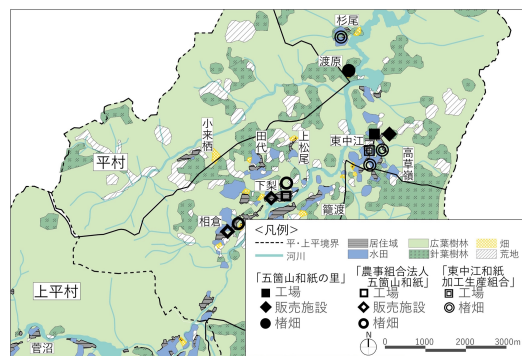 杉尾
渡原
小来栖
田代
上松尾
東中江
高草嶺
平村
下梨
籠渡
相倉
上平村
菅沼
<凡例>
平・上平境界
河川
居住域
水田
広葉樹林
針葉樹林
畑
荒地
「五箇山和紙の里」
工場
販売施設
楮畑
「農事組合法人
五箇山和紙」
工場
販売施設
楮畑
「東中江和紙
加工生産組合」
工場
楮畑
N
0 1000 2000 3000m